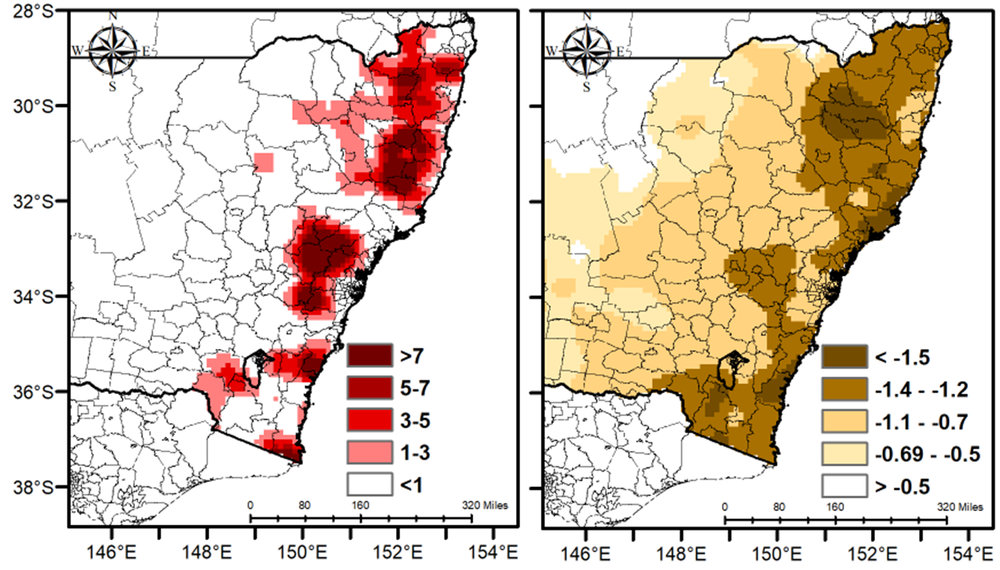 28°S
30°S
32°S
34°S
36°S
38°S
N
W E
S
>7
5-7
3-5
1-3
<1
0 80 160 320 Miles
146°E 148°E 150°E 152°E 154°E
N
W E
S
< -1.5
-1.4 - -1.2
-1.1 - -0.7
-0.69 - -0.5
> -0.5
0 80 160 320 Miles
146°E 148°E 150°E 152°E 154°E